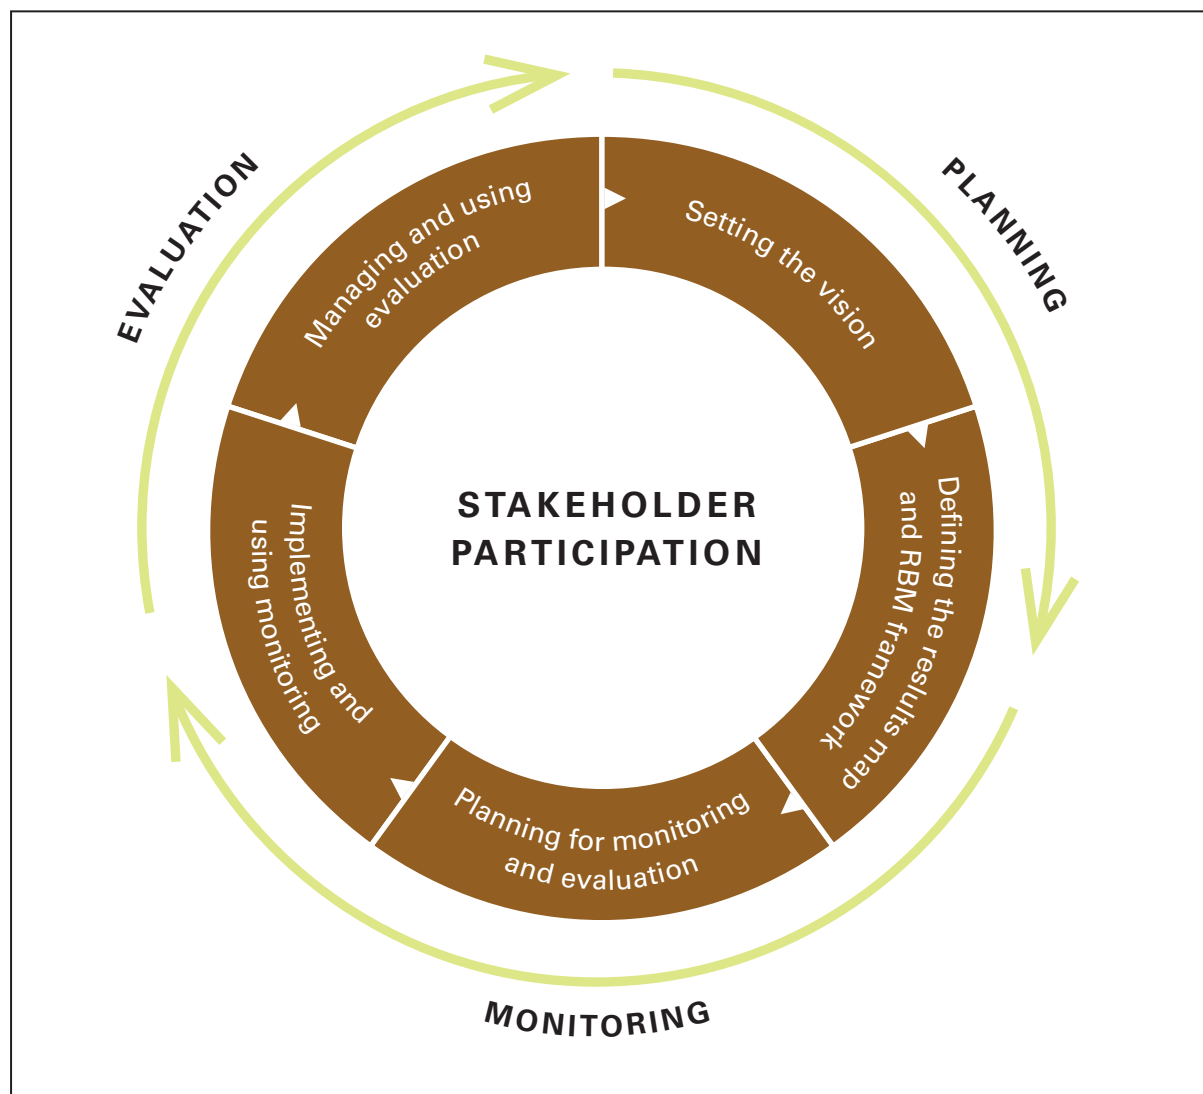 PLANNING
Setting the vision
Defining the reslults map
and RBM framework
MONITORING
Planning for monitoring
and evaluation
Implementing and
using monitoring
EVALUATION
Managing and using
evaluation
STAKEHOLDER
PARTICIPATION